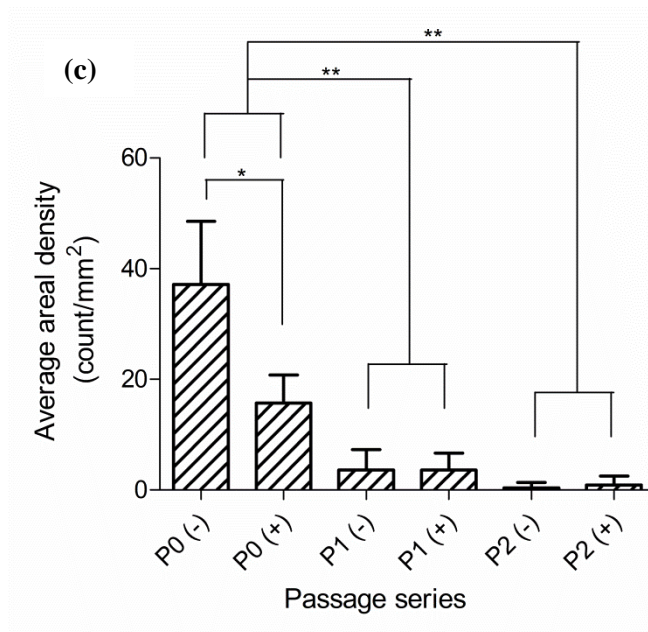 (c)
**
**
*
60
40
20
0
Average areal density
(count/mm²)
P0 (-)
P0 (+)
P1 (-)
P1 (+)
P2 (-)
P2 (+)
Passage series